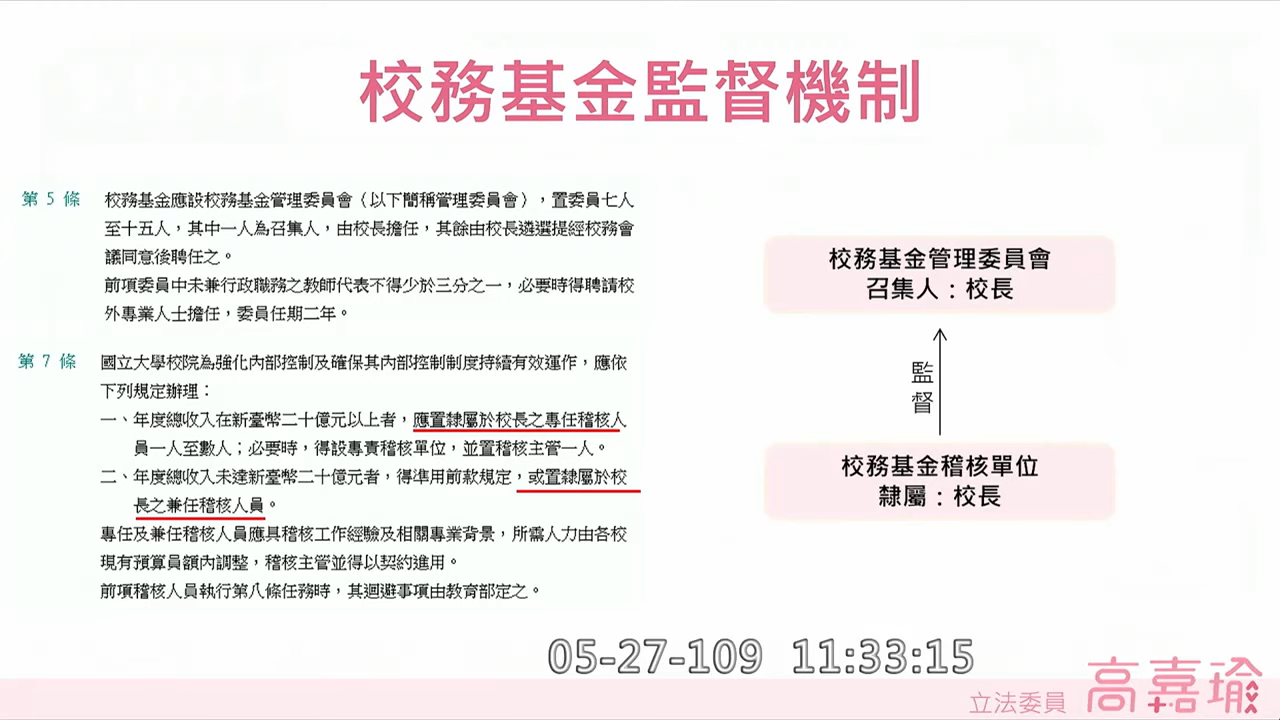 校務基金監督機制
第 5 條
校務基金應設校務基金管理委員會（以下簡稱管理委員會），置委員七人
至十五人，其中一人為召集人，由校長擔任，其餘由校長遴選提經校務會
議同意後聘任之。
前項委員中未兼行政職務之教師代表不得少於三分之一，必要時得聘請校
外專業人士擔任，委員任期二年。
第 7 條
國立大學校院為強化內部控制及確保其內部控制制度持續有效運作，應依
下列規定辦理：
一、年度總收入在新臺幣二十億元以上者，應置隸屬於校長之專任稽核人
員一人至數人；必要時，得設專責稽核單位，並置稽核主管一人。
二、年度總收入未達新臺幣二十億元者，得準用前款規定，或置隸屬於校
長之兼任稽核人員。
專任及兼任稽核人員應具稽核工作經驗及相關專業背景，所需人力由各校
現有預算員額內調整，稽核主管並得以契約進用。
前項稽核人員執行第八條任務時，其迴避事項由教育部定之。
校務基金管理委員會
召集人：校長
監
督
校務基金稽核單位
隸屬：校長
05-27-109 11:33:15
立法委員 高嘉瑜